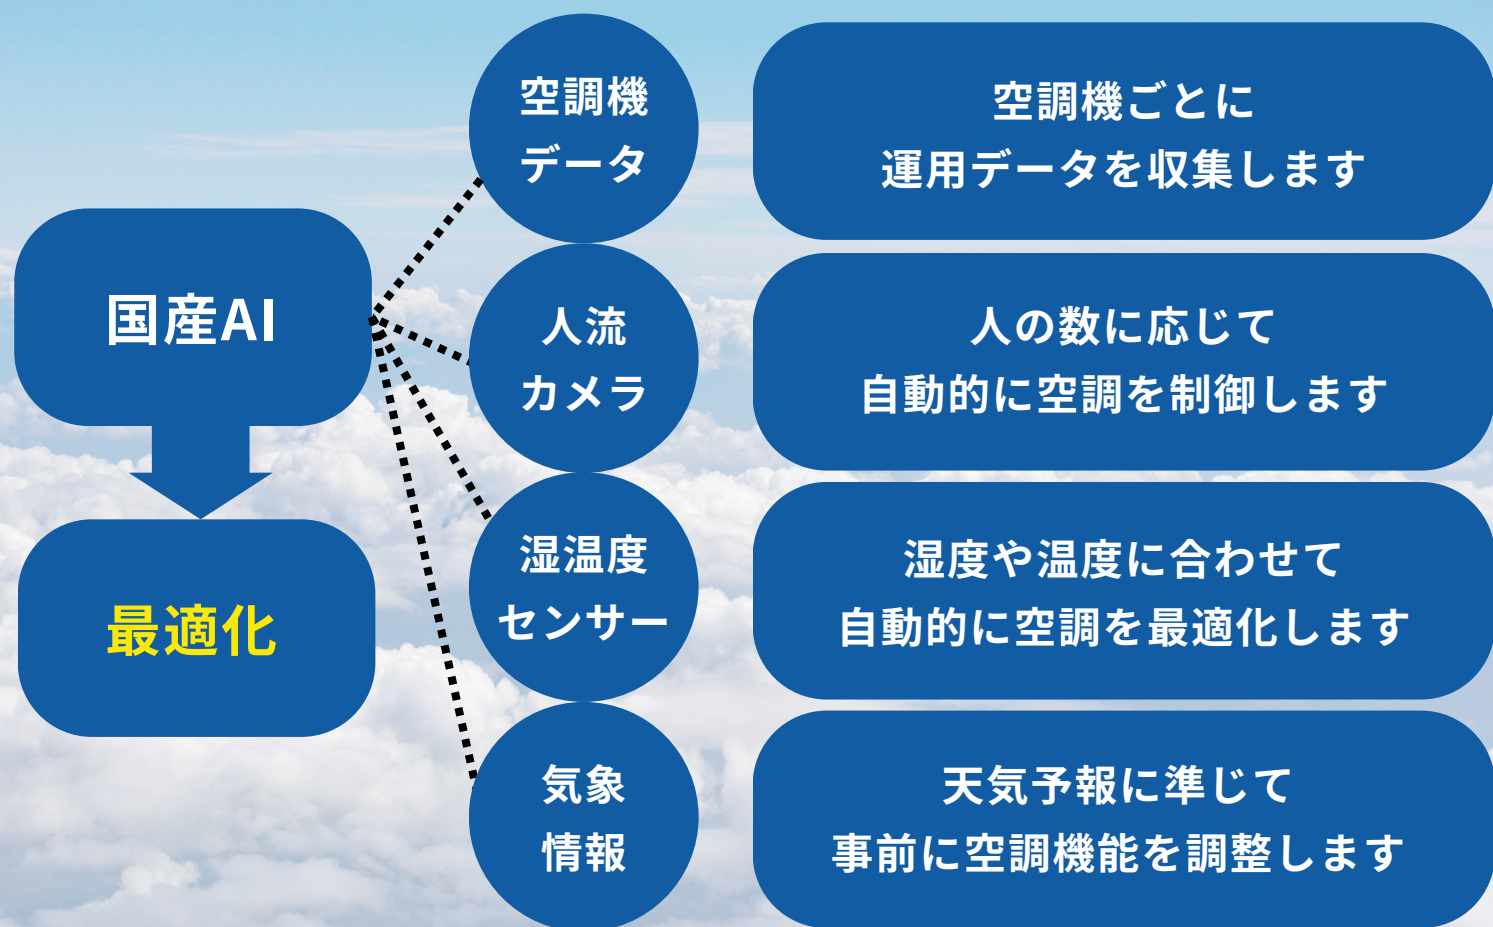 国産AI
最適化
空調機
データ
空調機ごとに
運用データを収集します
人流
カメラ
人の数に応じて
自動的に空調を制御します
湿温度
センサー
湿度や温度に合わせて
自動的に空調を最適化します
気象
情報
天気予報に準じて
事前に空調機能を調整します